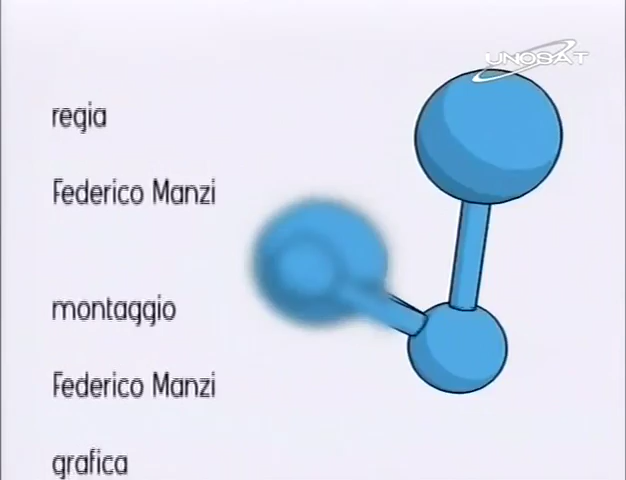 UNOSAT
regia
Federico Manzi
montaggio
Federico Manzi
grafica